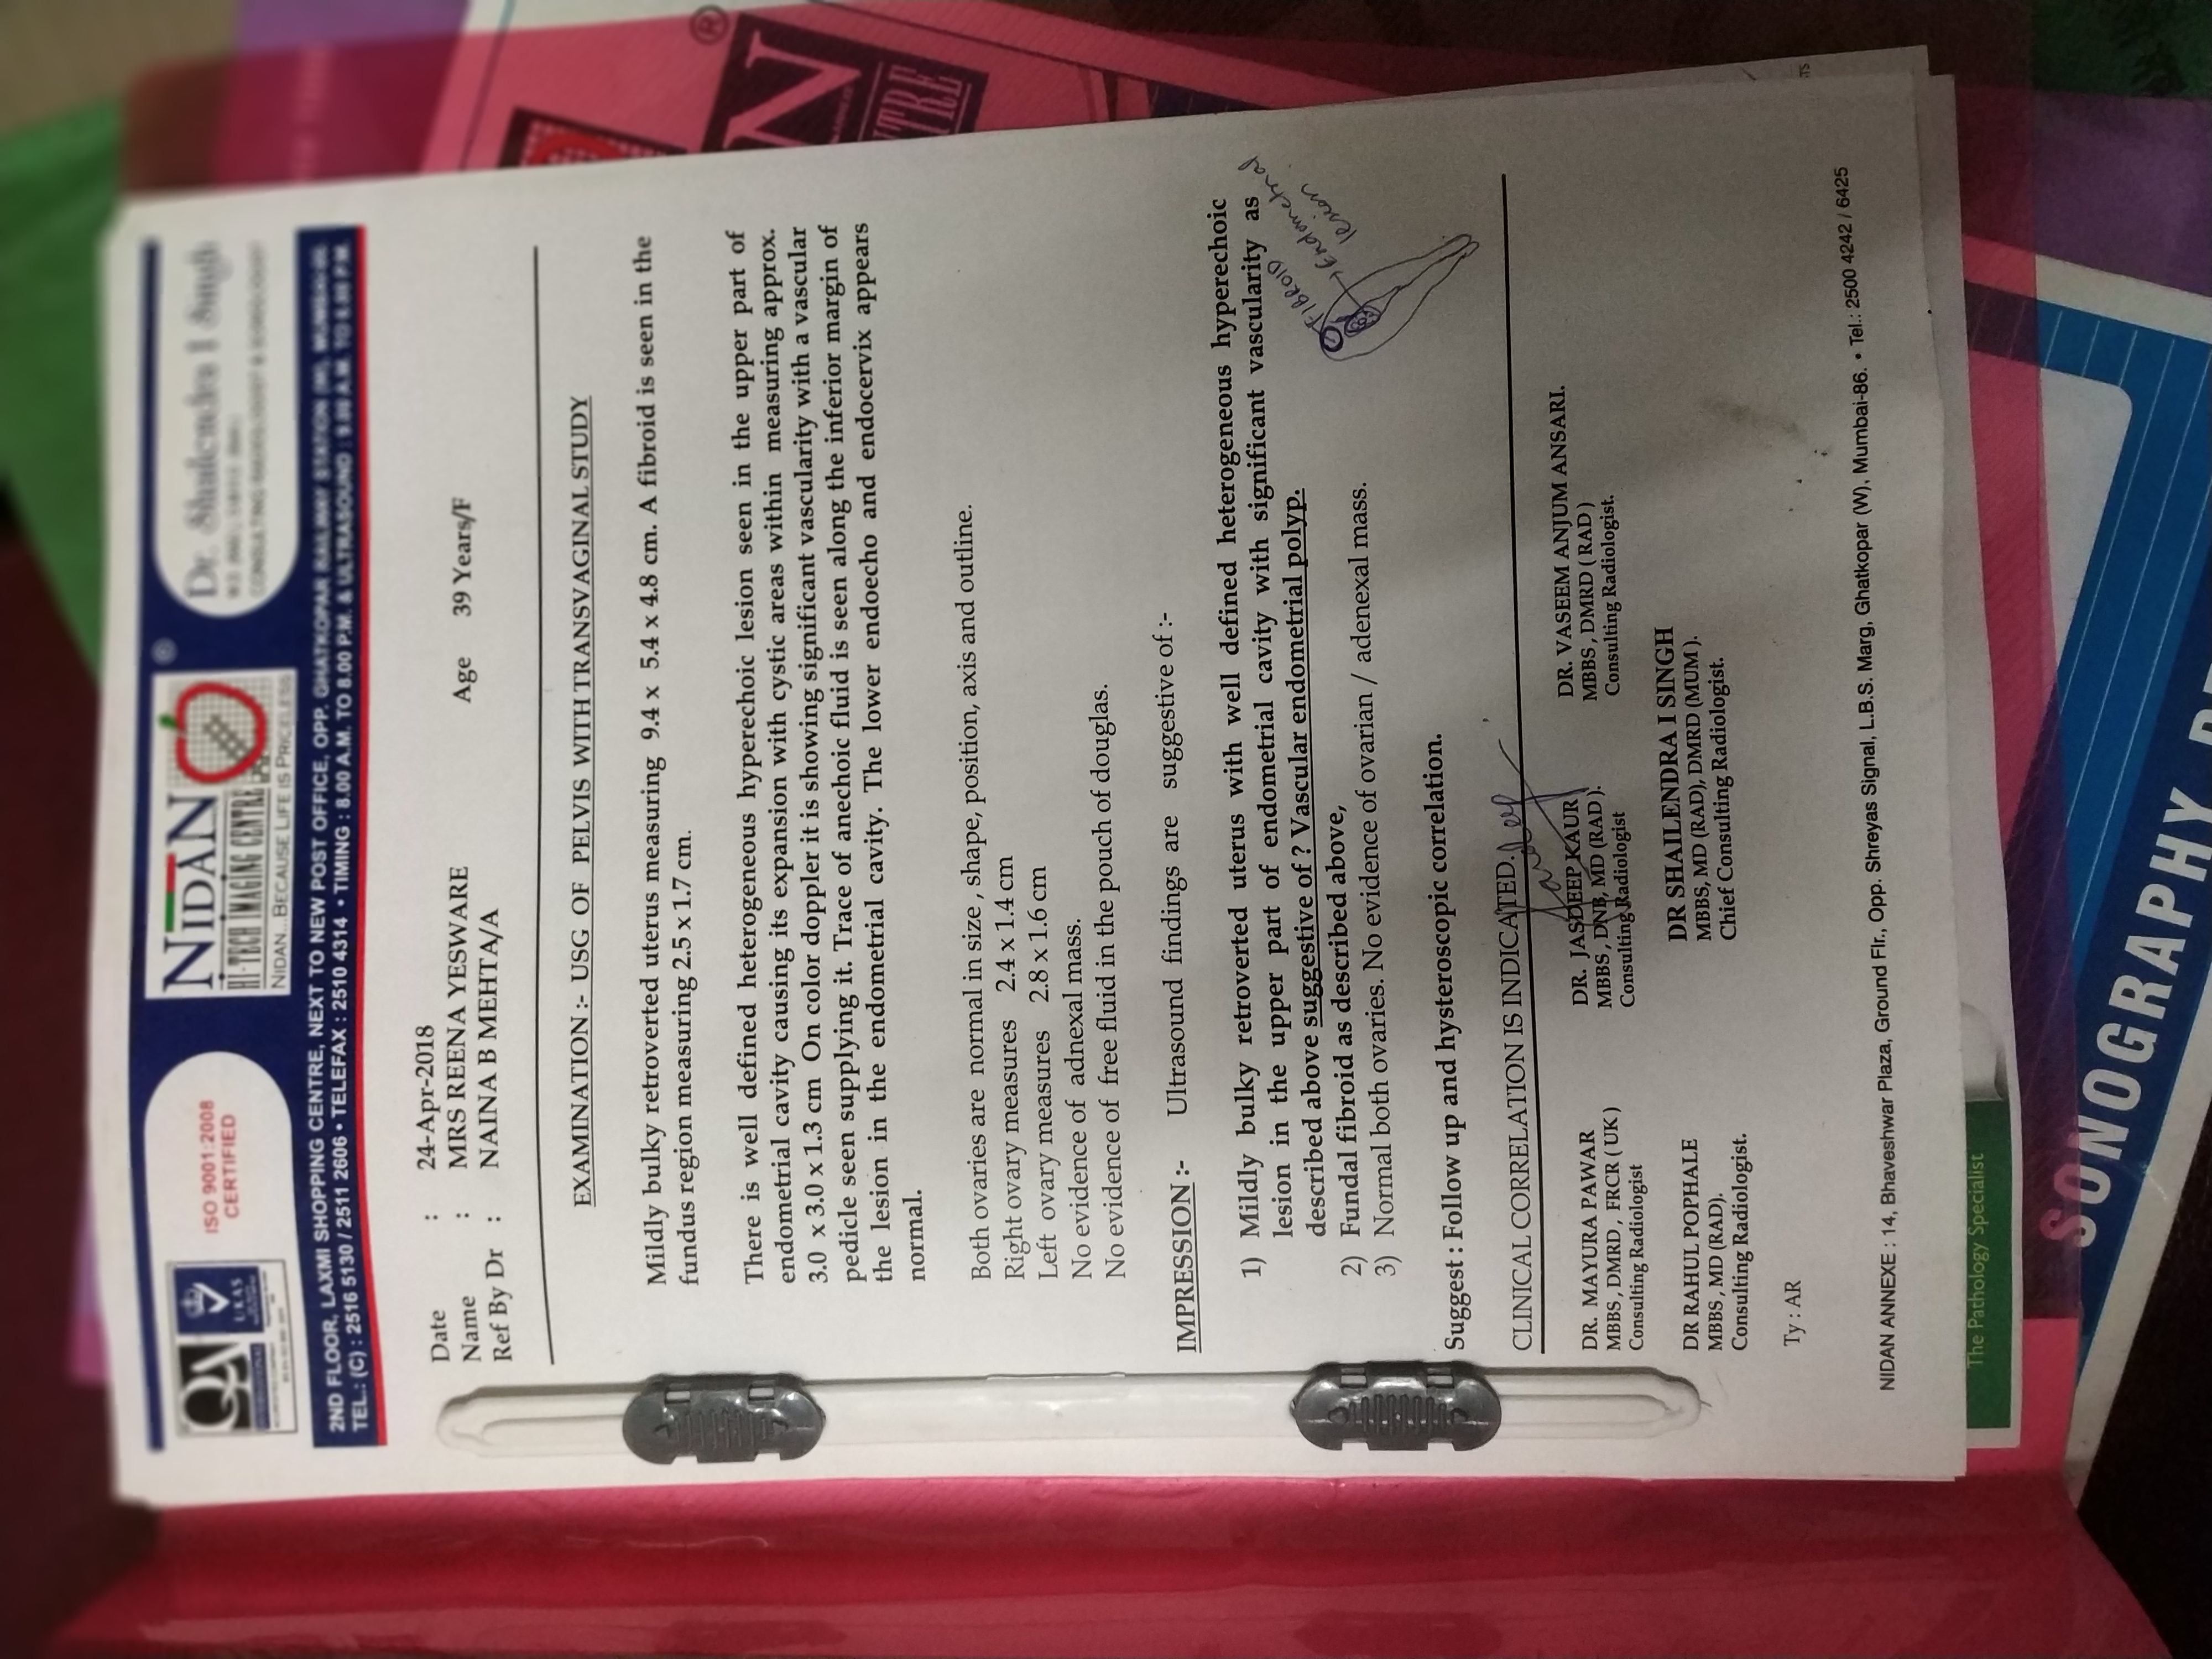 QA
INTERNATIONAL
UKAS
ISO 9001:2008
CERTIFIED
NIDAN
HI-TECH IMAGING CENTRE
NIDAN...BECAUSE LIFE IS PRICELESS
®
Dr. Shailendra I Singh
CONSULTING RADIOLOGIST & SONOLOGIST
2ND FLOOR, LAXMI SHOPPING CENTRE, NEXT TO NEW POST OFFICE, OPP. GHATKOPAR RAILWAY STATION (W), MUMBAI-86.
TEL.: (C) : 2516 5130 / 2511 2606 • TELEFAX : 2510 4314 • TIMING : 8.00 A.M. TO 8.00 P.M. & ULTRASOUND : 9.00 A.M. TO
Date : 24-Apr-2018
Name : MRS REENA YESWARE Age 39 Years/F
Ref By Dr : NAINA B MEHTA/A
EXAMINATION :- USG OF PELVIS WITH TRANSVAGINAL STUDY
Mildly bulky retroverted uterus measuring 9.4 x 5.4 x 4.8 cm. A fibroid is seen in the
fundus region measuring 2.5 x 1.7 cm.
There is well defined heterogeneous hyperechoic lesion seen in the upper part of
endometrial cavity causing its expansion with cystic areas within measuring approx.
3.0 x 3.0 x 1.3 cm On color doppler it is showing significant vascularity with a vascular
pedicle seen supplying it. Trace of anechoic fluid is seen along the inferior margin of
the lesion in the endometrial cavity. The lower endoecho and endocervix appears
normal.
Both ovaries are normal in size , shape, position, axis and outline.
Right ovary measures 2.4 x 1.4 cm
Left ovary measures 2.8 x 1.6 cm
No evidence of adnexal mass.
No evidence of free fluid in the pouch of douglas.
IMPRESSION :- Ultrasound findings are suggestive of :-
1) Mildly bulky retroverted uterus with well defined heterogeneous hyperechoic
lesion in the upper part of endometrial cavity with significant vascularity as
described above suggestive of ? Vascular endometrial polyp.
2) Fundal fibroid as described above,
3) Normal both ovaries. No evidence of ovarian / adenexal mass.
FIBROID
Endometrial
lesion
Suggest : Follow up and hysteroscopic correlation.
CLINICAL CORRELATION IS INDICATED.
DR. MAYURA PAWAR
MBBS , DMRD , FRCR ( UK )
Consulting Radiologist
DR. JASDEEP KAUR
MBBS , DNB, MD (RAD ).
Consulting Radiologist
DR. VASEEM ANJUM ANSARI.
MBBS , DMRD ( RAD )
Consulting Radiologist.
DR RAHUL POPHALE
MBBS , MD (RAD).
Consulting Radiologist.
DR SHAILENDRA I SINGH
MBBS, MD (RAD), DMRD (MUM ).
Chief Consulting Radiologist.
Ty : AR
NIDAN ANNEXE : 14, Bhaveshwar Plaza, Ground Flr., Opp. Shreyas Signal, L.B.S. Marg, Ghatkopar (W), Mumbai-86. • Tel.: 2500 4242 / 6425
The Pathology Specialist
SONOGRAPHY
®
N
NTRE